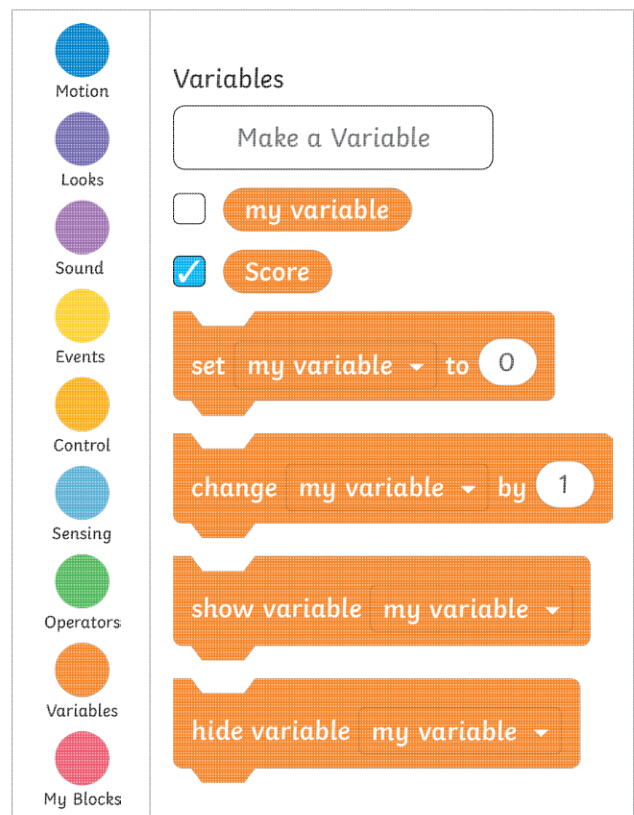 Motion
Looks
Sound
Events
Control
Sensing
Operators
Variables
My Blocks
Variables
Make a Variable
my variable
Score
set my variable to 0
change my variable by 1
show variable my variable
hide variable my variable